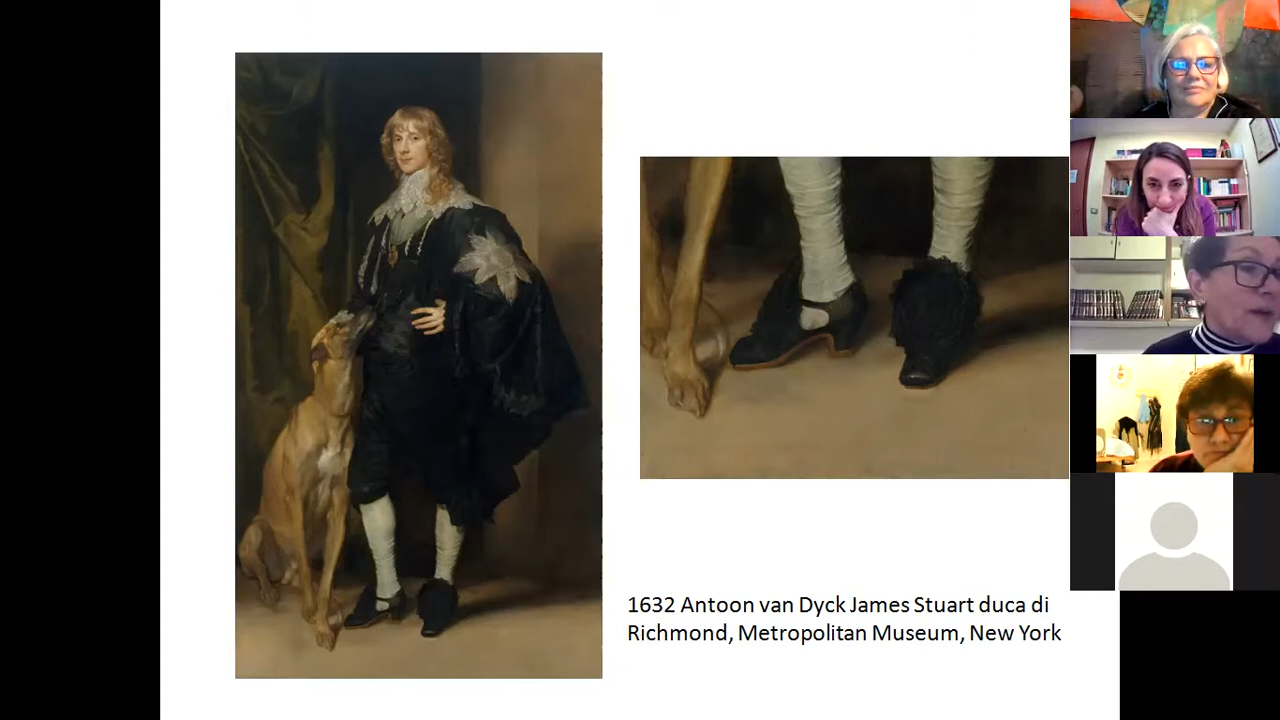 1632 Antoon van Dyck James Stuart duca di
Richmond, Metropolitan Museum, New York